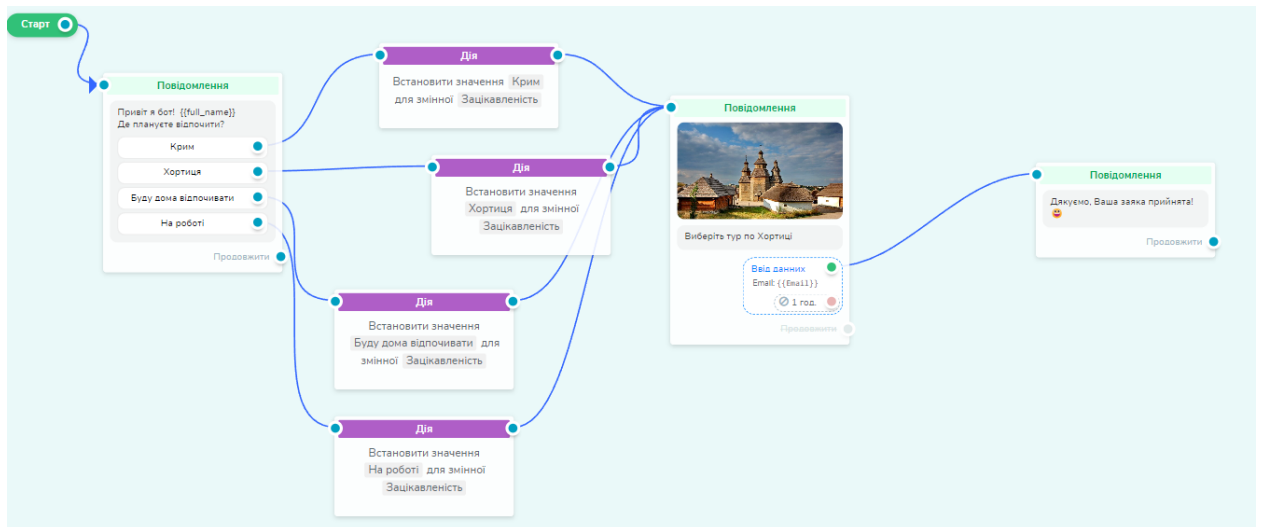 Старт
Повідомлення
Привіт я бот! {{full_name}}
Де плануєте відпочити?
Крим
Хортиця
Буду дома відпочивати
На роботі
Продовжити
Дія
Встановити значення Крим
для змінної Зацікавленість
Дія
Встановити значення
Хортиця для змінної
Зацікавленість
Дія
Встановити значення
Буду дома відпочивати для
змінної Зацікавленість
Дія
Встановити значення
На роботі для змінної
Зацікавленість
Повідомлення
Виберіть тур по Хортиці
Ввід данних
Email: {{Email}}
1 год.
Продовжити
Повідомлення
Дякуємо, Ваша заяка прийнята!
😃
Продовжити